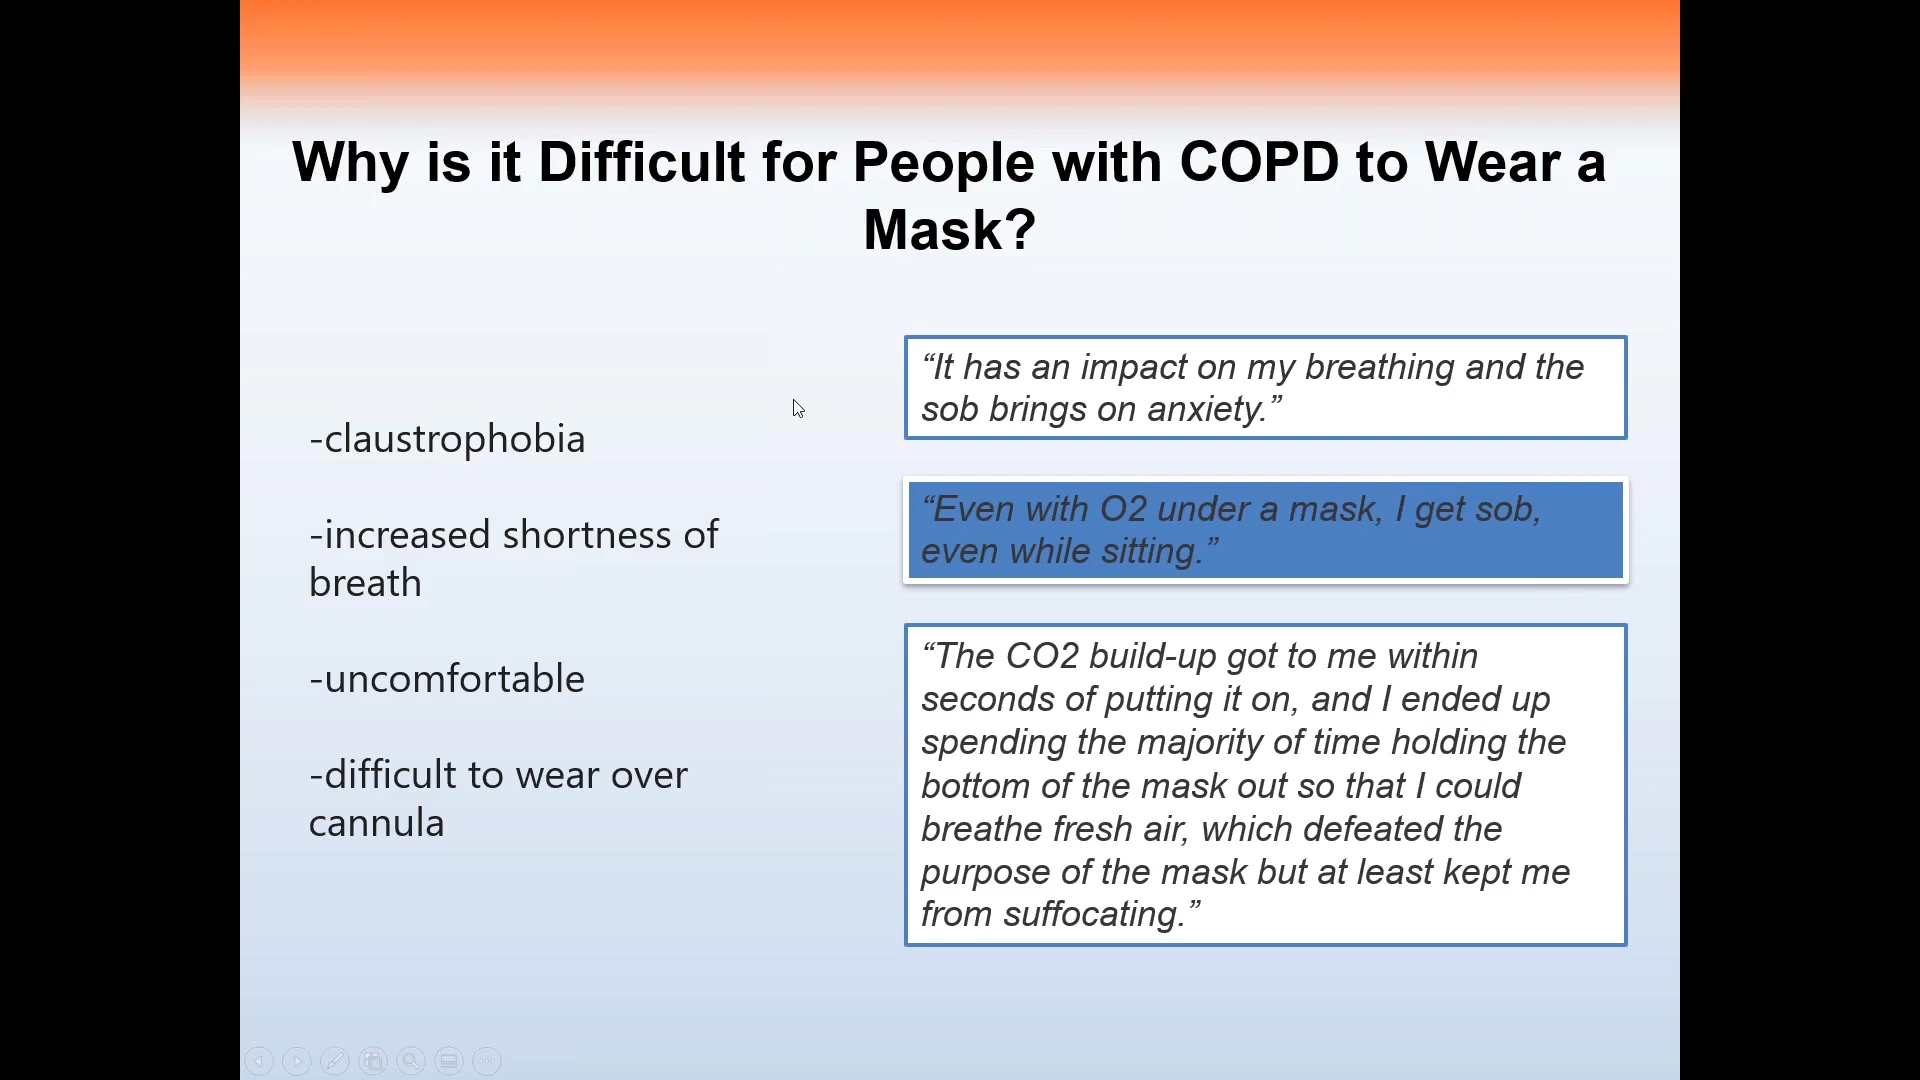 Why is it Difficult for People with COPD to Wear a
Mask?
-claustrophobia
-increased shortness of
breath
-uncomfortable
-difficult to wear over
cannula
“It has an impact on my breathing and the
sob brings on anxiety.”
“Even with O2 under a mask, I get sob,
even while sitting.”
“The CO2 build-up got to me within
seconds of putting it on, and I ended up
spending the majority of time holding the
bottom of the mask out so that I could
breathe fresh air, which defeated the
purpose of the mask but at least kept me
from suffocating.”